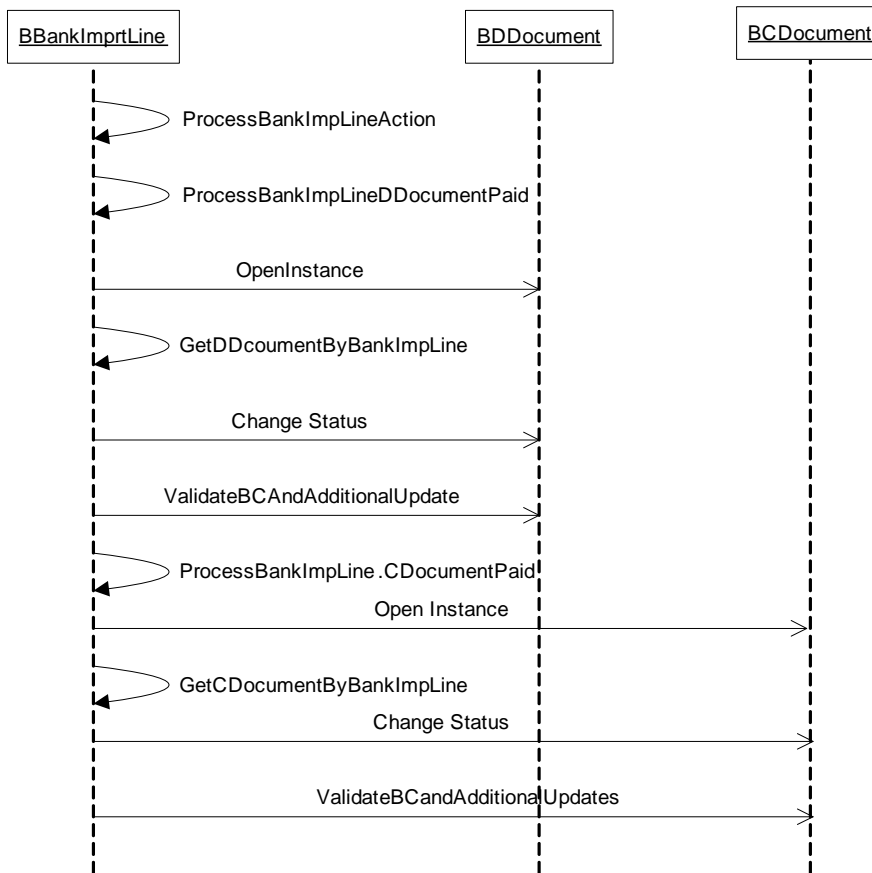 BBankImprtLine
BDDocument
BCDocument
ProcessBankImpLineAction
ProcessBankImpLineDDocumentPaid
OpenInstance
GetDDcoumentByBankImpLine
Change Status
ValidateBCAndAdditionalUpdate
ProcessBankImpLine.CDocumentPaid
Open Instance
GetCDocumentByBankImpLine
Change Status
ValidateBCandAdditionalUpdates